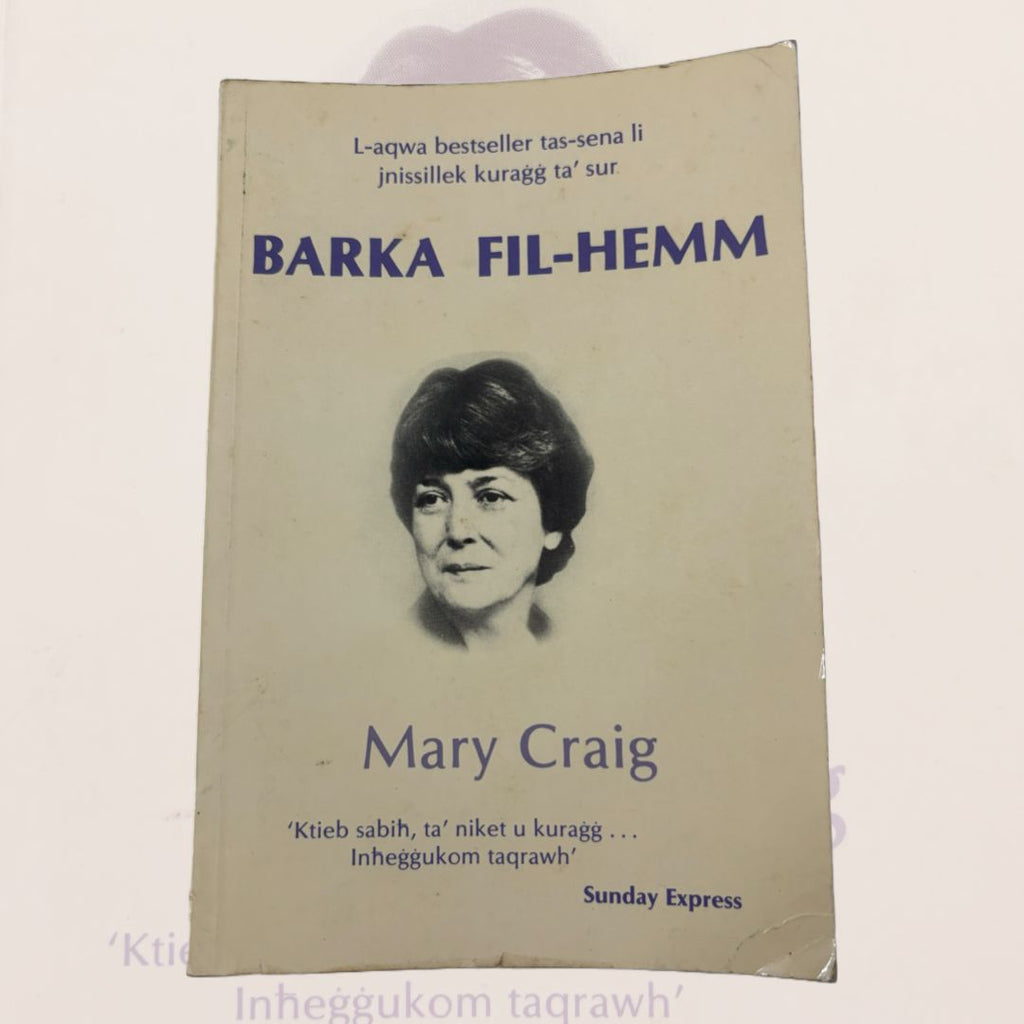 L-aqwa bestseller tas-sena li
jnissillek kuraġġ ta' sur
BARKA FIL-HEMM
Mary Craig
‘Ktieb sabiħ, ta’ niket u kuraġġ ...
Inħeġġukom taqrawh’
Sunday Express
‘Ktie
Inħeġġukom taqrawh’